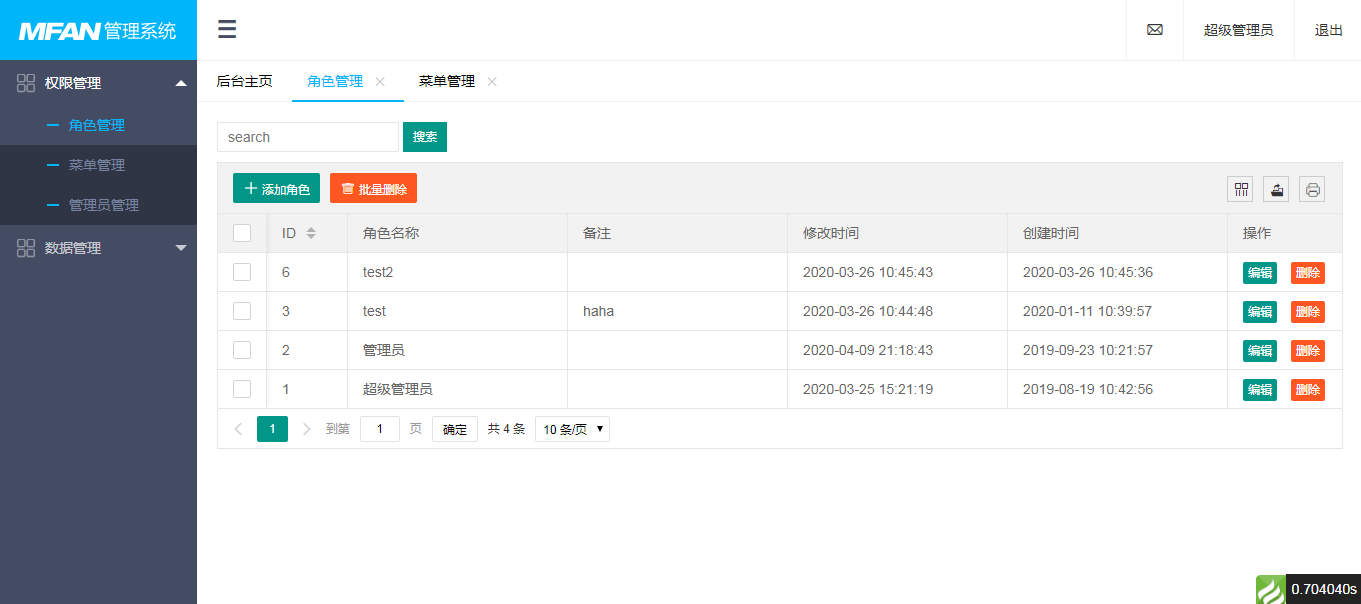 MFAN管理系统
超级管理员 退出
权限管理
角色管理
菜单管理
管理员管理
数据管理
后台主页 角色管理 菜单管理
search 搜索
添加角色 批量删除
ID 角色名称 备注 修改时间 创建时间 操作
6 test2 2020-03-26 10:45:43 2020-03-26 10:45:36 编辑 删除
3 test haha 2020-03-26 10:44:48 2020-01-11 10:39:57 编辑 删除
2 管理员 2020-04-09 21:18:43 2019-09-23 10:21:57 编辑 删除
1 超级管理员 2020-03-25 15:21:19 2019-08-19 10:42:56 编辑 删除
1 到第 1 页 确定 共 4 条 10 条/页
0.704040s